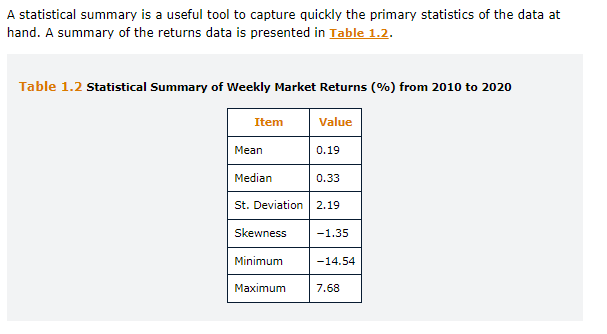 A statistical summary is a useful tool to capture quickly the primary statistics of the data at
hand. A summary of the returns data is presented in Table 1.2.
Table 1.2 Statistical Summary of Weekly Market Returns (%) from 2010 to 2020
Item Value
Mean 0.19
Median 0.33
St. Deviation 2.19
Skewness −1.35
Minimum −14.54
Maximum 7.68